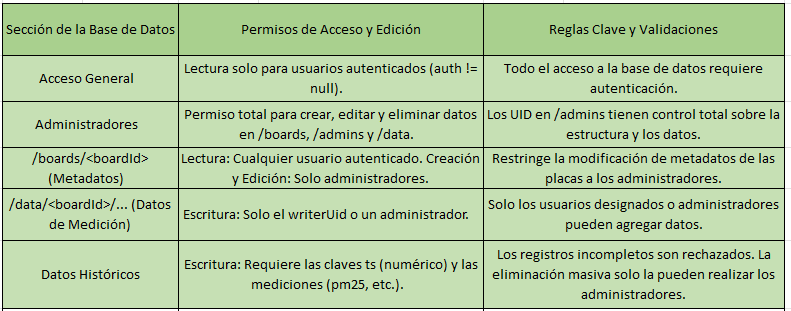 Sección de la Base de Datos
Permisos de Acceso y Edición
Reglas Clave y Validaciones
Acceso General
Lectura solo para usuarios autenticados (auth !=
null).
Todo el acceso a la base de datos requiere
autenticación.
Administradores
Permiso total para crear, editar y eliminar datos
en /boards, /admins y /data.
Los UID en /admins tienen control total sobre la
estructura y los datos.
/boards/<boardId>
(Metadatos)
Lectura: Cualquier usuario autenticado. Creación
y Edición: Solo administradores.
Restringe la modificación de metadatos de las
placas a los administradores.
/data/<boardId>/... (Datos
de Medición)
Escritura: Solo el writerUid o un administrador.
Solo los usuarios designados o administradores
pueden agregar datos.
Datos Históricos
Escritura: Requiere las claves ts (numérico) y las
mediciones (pm25, etc.).
Los registros incompletos son rechazados. La
eliminación masiva solo la pueden realizar los
administradores.